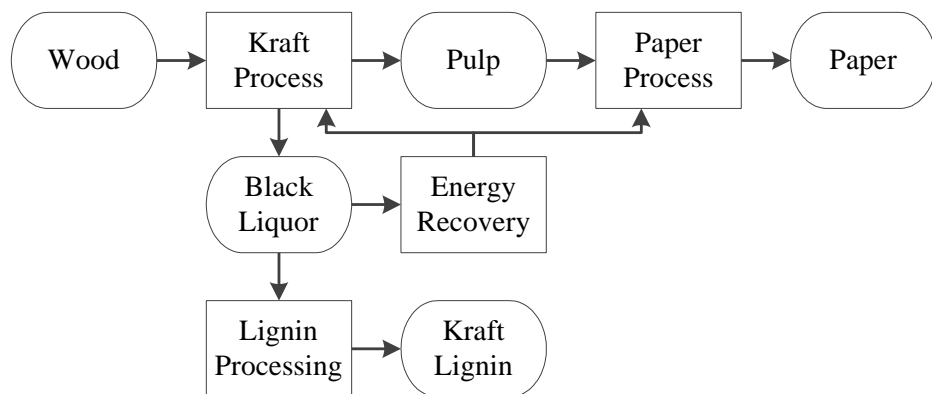 Wood
Kraft
Process
Pulp
Paper
Process
Paper
Black
Liquor
Energy
Recovery
Lignin
Processing
Kraft
Lignin